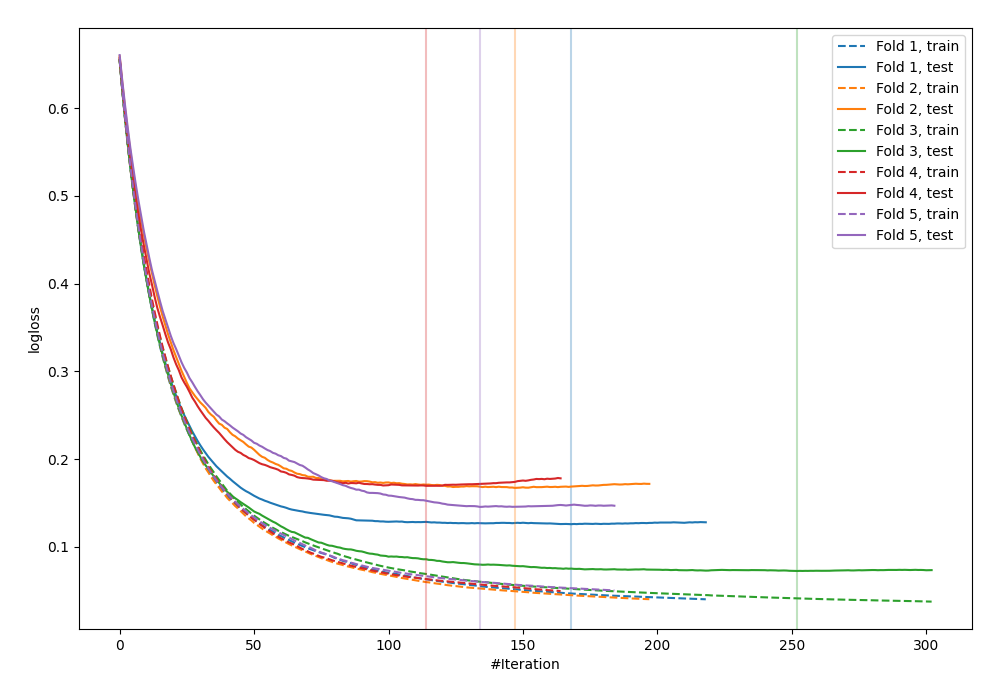 logloss
0.6
0.5
0.4
0.3
0.2
0.1
0
50
100
150
200
250
300
#Iteration
Fold 1, train
Fold 1, test
Fold 2, train
Fold 2, test
Fold 3, train
Fold 3, test
Fold 4, train
Fold 4, test
Fold 5, train
Fold 5, test